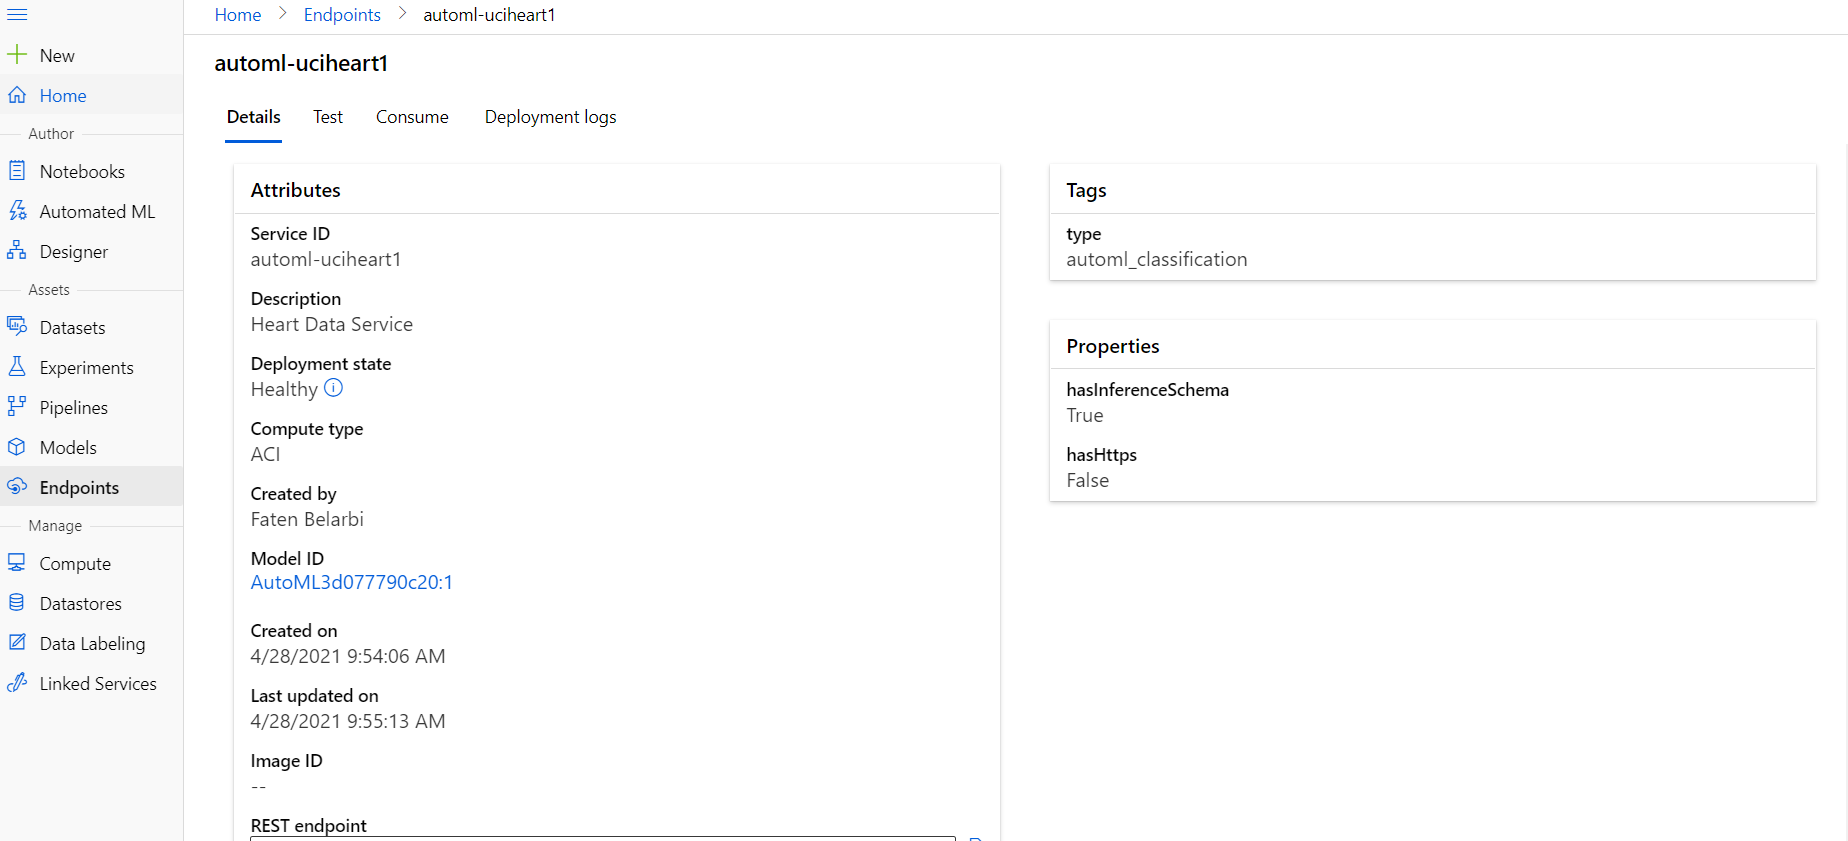 Home > Endpoints > automl-uciheart1
New
Home
Author
Notebooks
Automated ML
Designer
Assets
Datasets
Experiments
Pipelines
Models
Endpoints
Manage
Compute
Datastores
Data Labeling
Linked Services
automl-uciheart1
Details Test Consume Deployment logs
Attributes
Service ID
automl-uciheart1
Description
Heart Data Service
Deployment state
Healthy
Compute type
ACI
Created by
Faten Belarbi
Model ID
AutoML3d077790c20:1
Created on
4/28/2021 9:54:06 AM
Last updated on
4/28/2021 9:55:13 AM
Image ID
--
REST endpoint
Tags
type
automl_classification
Properties
hasInferenceSchema
True
hasHttps
False